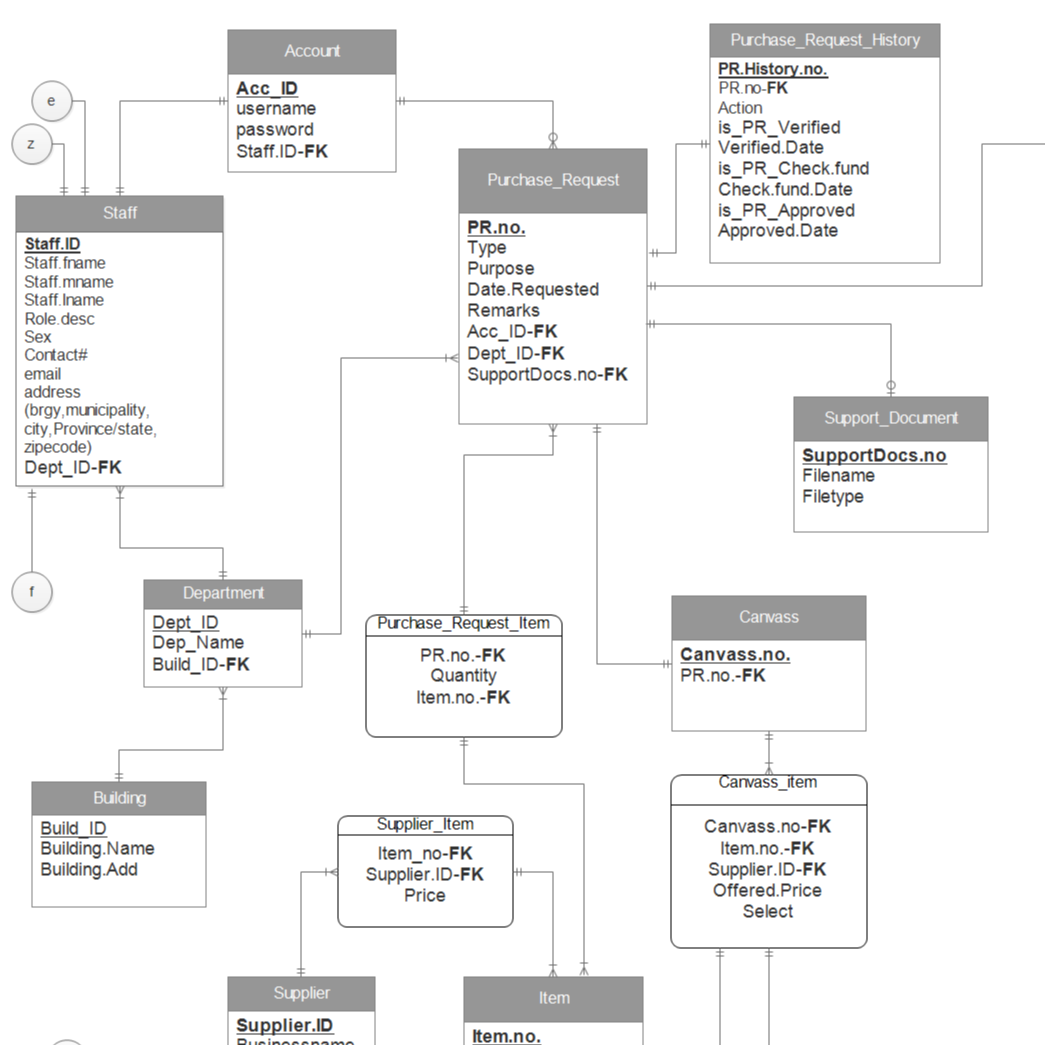 Account
Acc_ID
username
password
Staff.ID-FK
Purchase_Request_History
PR.History.no.
PR.no-FK
Action
is_PR_Verified
Verified.Date
is_PR_Check.fund
Check.fund.Date
is_PR_Approved
Approved.Date
e
z
Staff
Staff.ID
Staff.fname
Staff.mname
Staff.lname
Role.desc
Sex
Contact#
email
address
(brgy,municipality,
city,Province/state,
zipecode)
Dept_ID-FK
Purchase_Request
PR.no.
Type
Purpose
Date.Requested
Remarks
Acc_ID-FK
Dept_ID-FK
SupportDocs.no-FK
Support_Document
SupportDocs.no
Filename
Filetype
f
Department
Dept_ID
Dep_Name
Build_ID-FK
Purchase_Request_Item
PR.no.-FK
Quantity
Item.no.-FK
Canvass
Canvass.no.
PR.no.-FK
Building
Build_ID
Building.Name
Building.Add
Supplier_Item
Item_no-FK
Supplier.ID-FK
Price
Canvass_item
Canvass.no-FK
Item.no.-FK
Supplier.ID-FK
Offered.Price
Select
Supplier
Supplier.ID
Businessname
Item
Item.no.